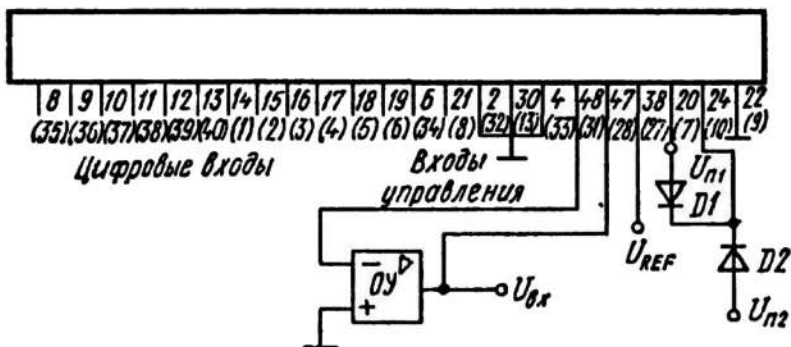 8 9 10 11 12 13 14 15 16 17 18 19 6 21 2 30 4 48 47 38 20 24 22
(35) (36) (37) (38) (39) (40) (1) (2) (3) (4) (5) (6) (34) (8) (32) (13) (33) (31) (28) (27) (7) (10) (9)
Цифровые входы
Входы
управления
Uп1
D1
UREF
D2
ОУ
Uвх
Uп2